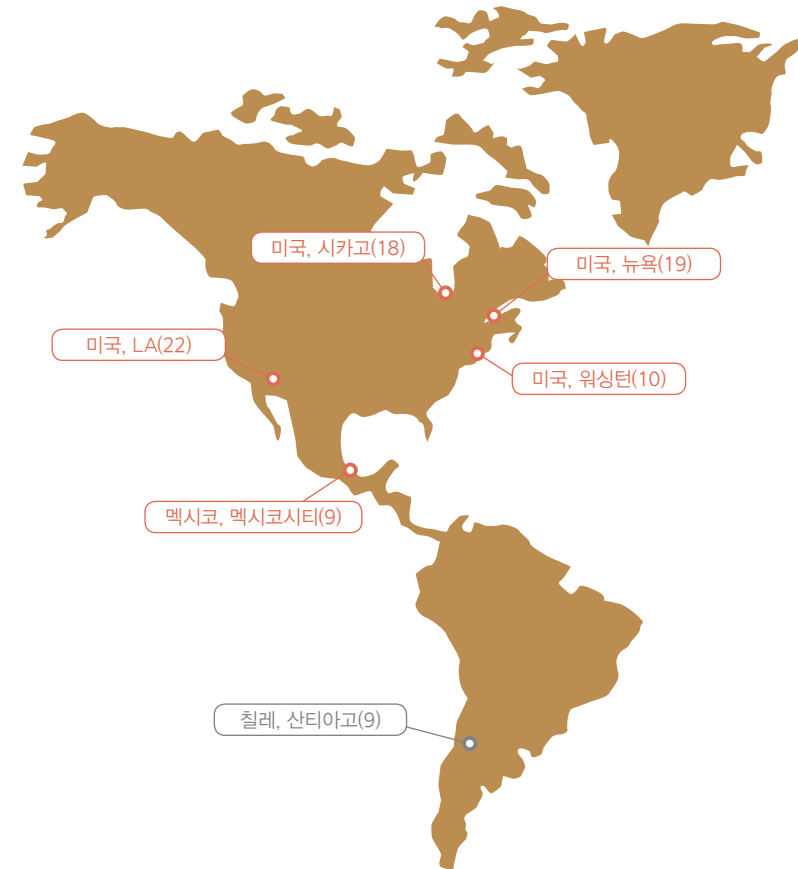 미국, 시카고(18)
미국, 뉴욕(19)
미국, LA(22)
미국, 워싱턴(10)
멕시코, 멕시코시티(9)
칠레, 산티아고(9)